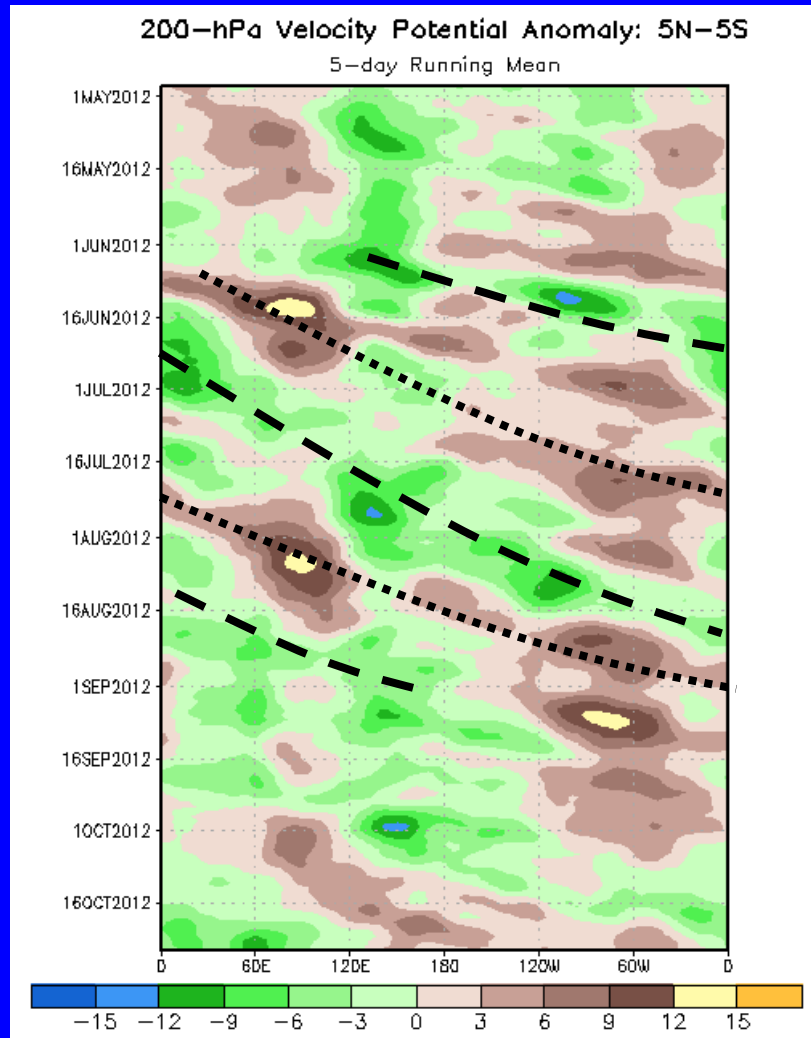 200-hPa Velocity Potential Anomaly: 5N-5S
5-day Running Mean
1MAY2012
16MAY2012
1JUN2012
16JUN2012
1JUL2012
16JUL2012
1AUG2012
16AUG2012
1SEP2012
16SEP2012
1OCT2012
16OCT2012
0 60E 120E 180 120W 60W 0
-15 -12 -9 -6 -3 0 3 6 9 12 15